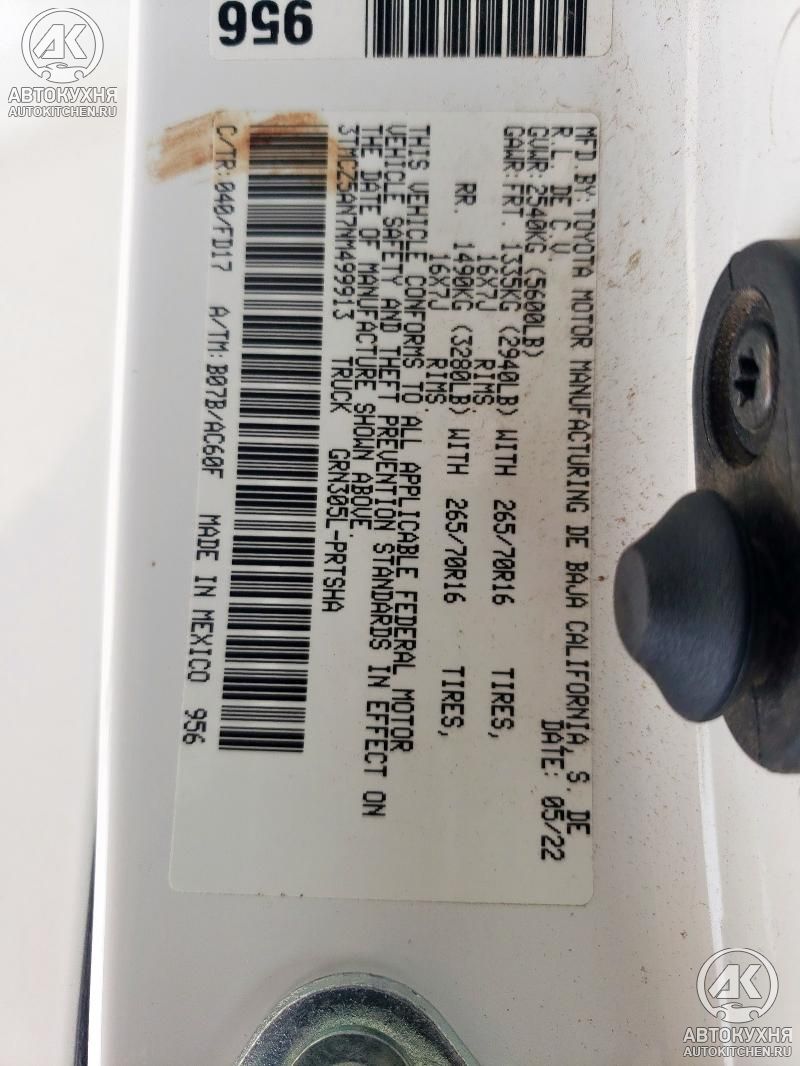 956
MFD. BY: TOYOTA MOTOR MANUFACTURING DE BAJA CALIFORNIA, S. DE
R.L. DE C.V. DATE: 05/22
GVWR: 2540KG (5600LB)
GAWR: FRT. 1335KG (2940LB) WITH 265/70R16 TIRES,
16X7J RIMS
RR. 1490KG (3280LB) WITH 265/70R16 TIRES,
16X7J RIMS.
THIS VEHICLE CONFORMS TO ALL APPLICABLE FEDERAL MOTOR
VEHICLE SAFETY AND THEFT PREVENTION STANDARDS IN EFFECT ON
THE DATE OF MANUFACTURE SHOWN ABOVE.
3TMCZ5AN7NM499913 TRUCK GRN305L-PRTSHA
C/TR: 040/FD17 A/TM: B07B/AC60F MADE IN MEXICO 956
АК
АВТОКУХНЯ
AUTOKITCHEN.RU
АК
АВТОКУХНЯ
AUTOKITCHEN.RU